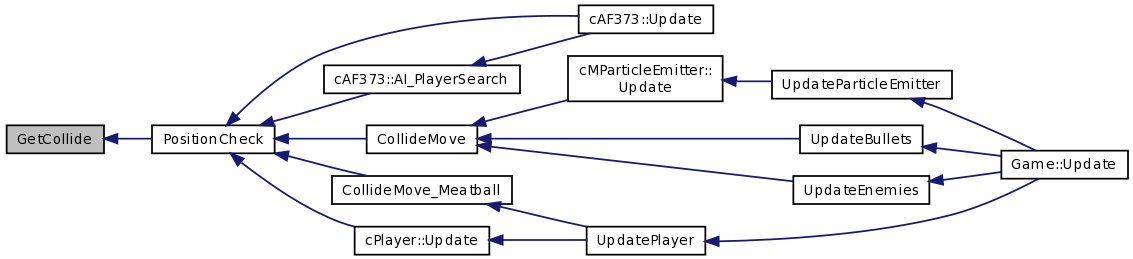 cAF373::Update
cAF373::AI_PlayerSearch
cMParticleEmitter::
Update
UpdateParticleEmitter
GetCollide
PositionCheck
CollideMove
UpdateBullets
Game::Update
CollideMove_Meatball
UpdateEnemies
cPlayer::Update
UpdatePlayer